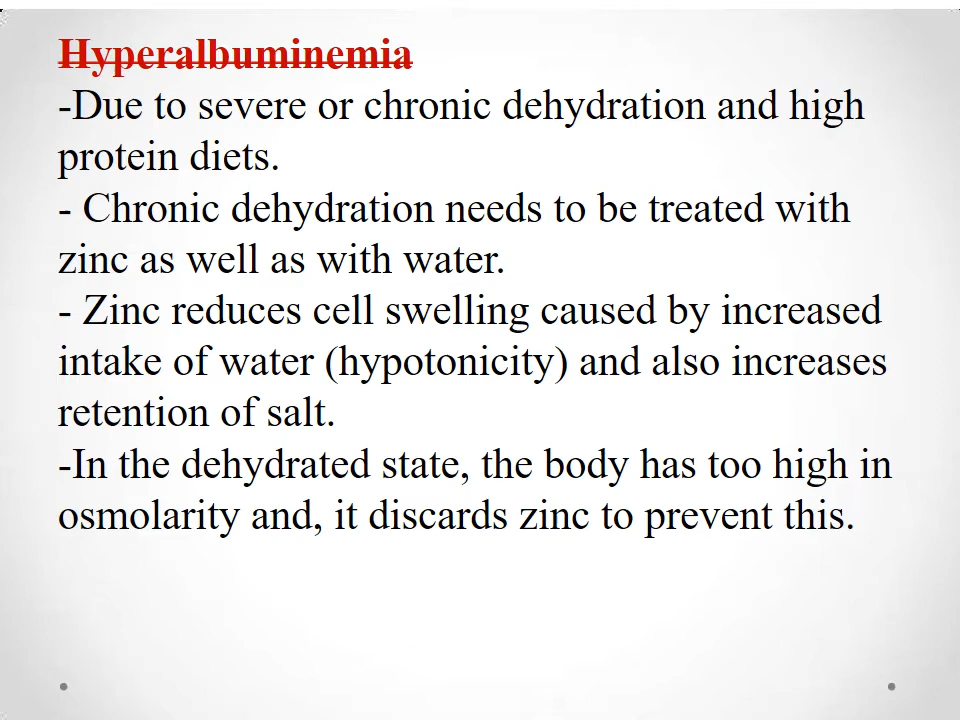 Hyperalbuminemia
-Due to severe or chronic dehydration and high
protein diets.
- Chronic dehydration needs to be treated with
zinc as well as with water.
- Zinc reduces cell swelling caused by increased
intake of water (hypotonicity) and also increases
retention of salt.
-In the dehydrated state, the body has too high in
osmolarity and, it discards zinc to prevent this.